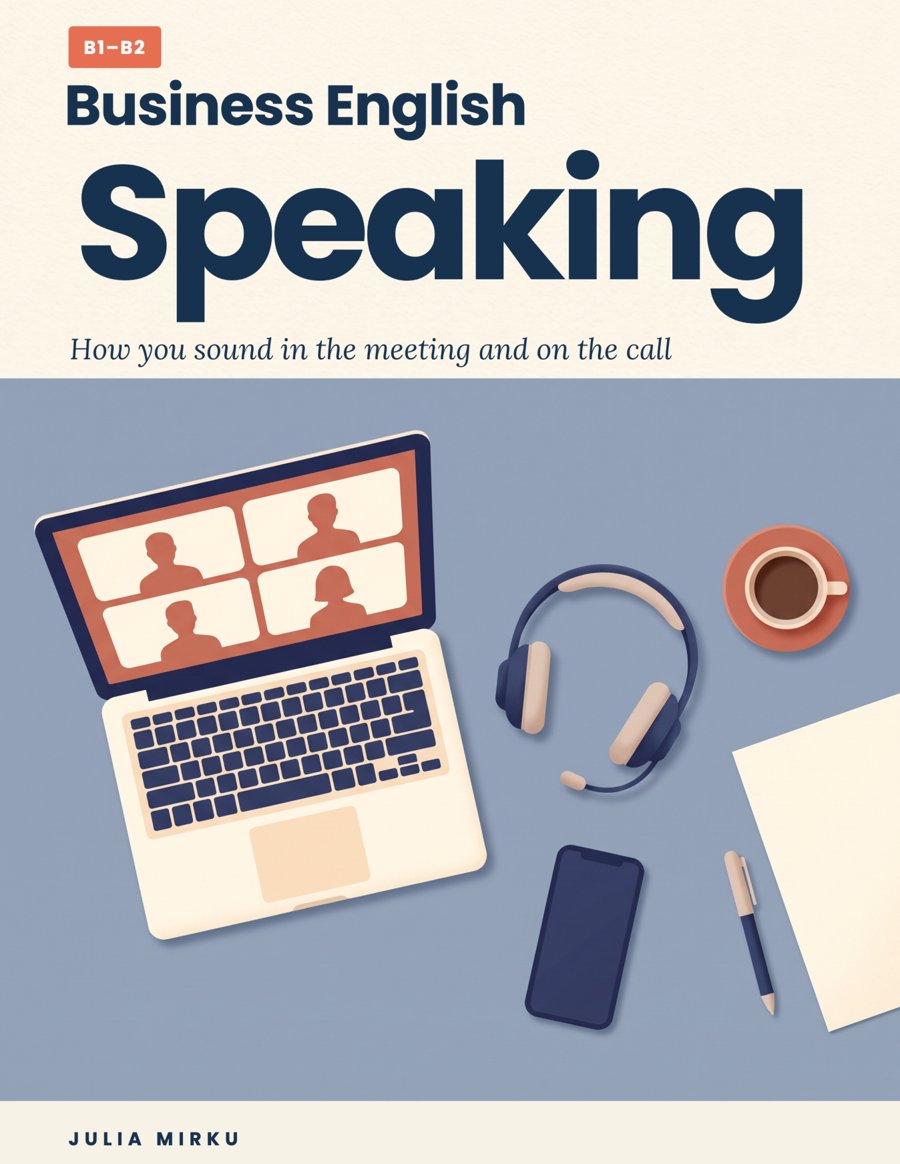 B1–B2
Business English
Speaking
How you sound in the meeting and on the call
JULIA MIRKU